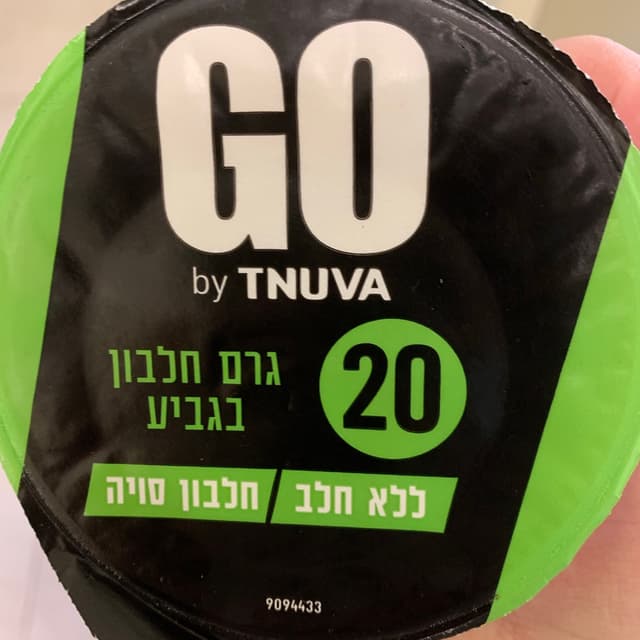 GO
by TNUVA
20 גרם חלבון
בגביע
ללא חלב / חלבון סויה
9094433